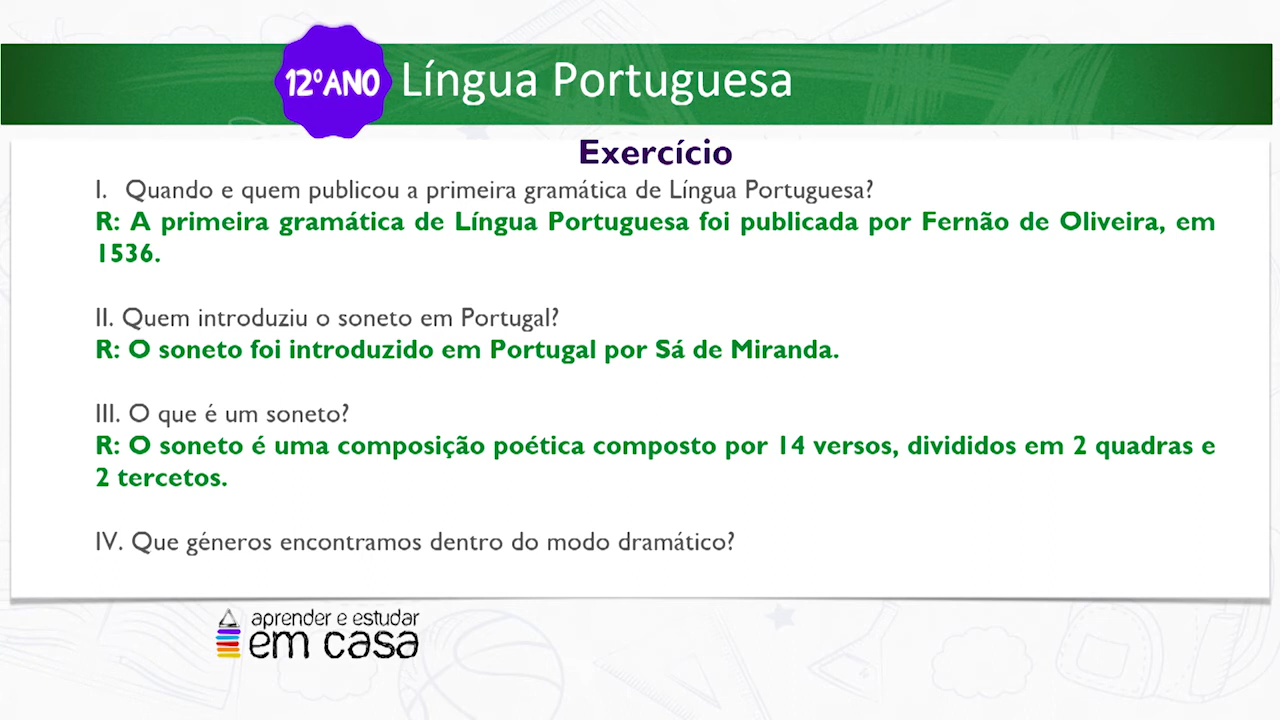 12º ANO Língua Portuguesa
Exercício
I. Quando e quem publicou a primeira gramática de Língua Portuguesa?
R: A primeira gramática de Língua Portuguesa foi publicada por Fernão de Oliveira, em
1536.
II. Quem introduziu o soneto em Portugal?
R: O soneto foi introduzido em Portugal por Sá de Miranda.
III. O que é um soneto?
R: O soneto é uma composição poética composto por 14 versos, divididos em 2 quadras e
2 tercetos.
IV. Que géneros encontramos dentro do modo dramático?
aprender e estudar
em casa